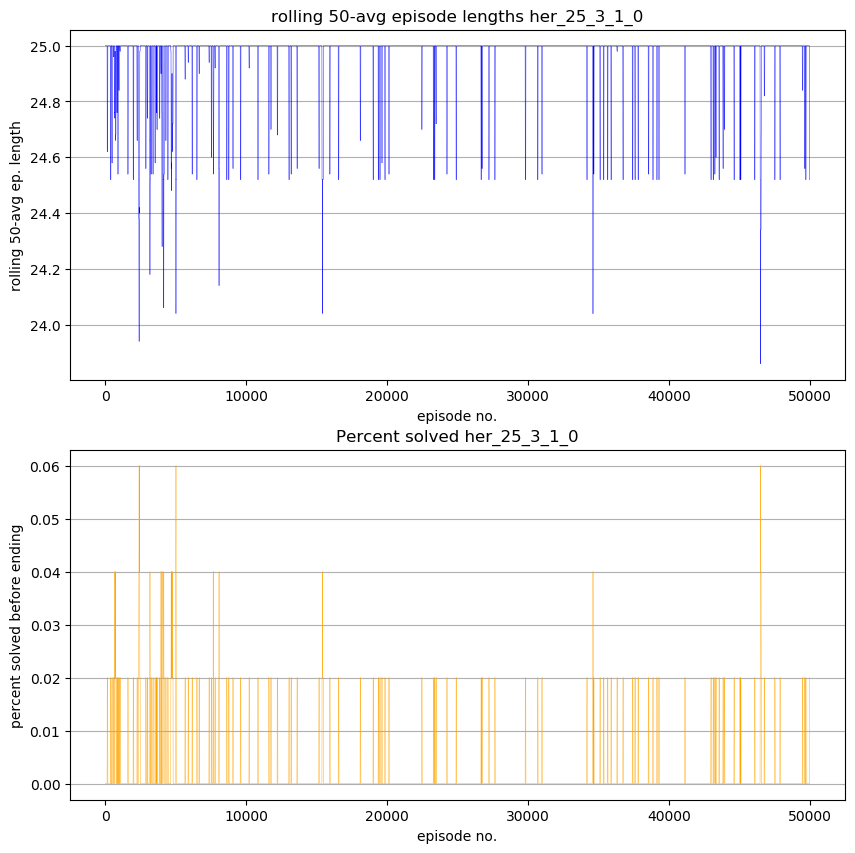 rolling 50-avg episode lengths her_25_3_1_0
rolling 50-avg ep. length
25.0
24.8
24.6
24.4
24.2
24.0
0 10000 20000 30000 40000 50000
episode no.
Percent solved her_25_3_1_0
percent solved before ending
0.06
0.05
0.04
0.03
0.02
0.01
0.00
0 10000 20000 30000 40000 50000
episode no.